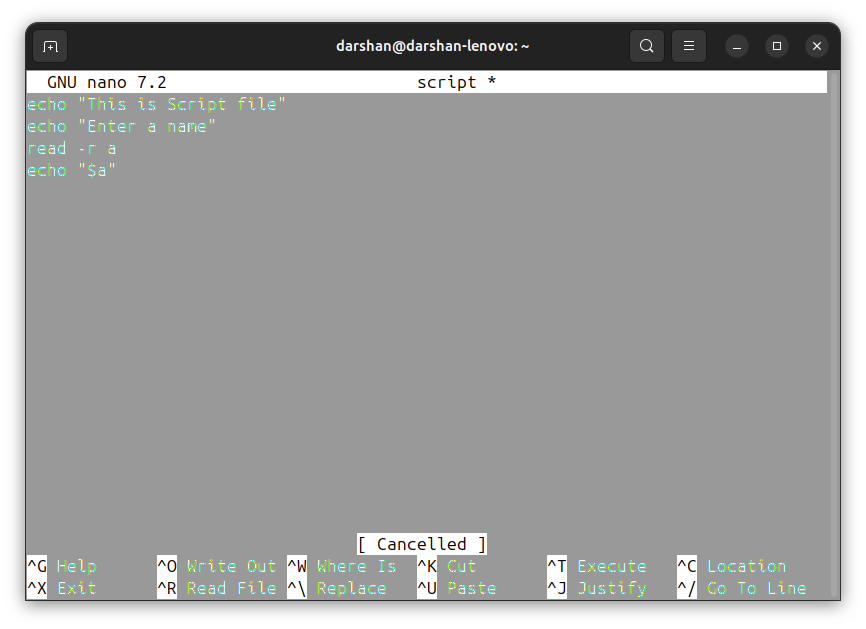 darshan@darshan-lenovo: ~
GNU nano 7.2 script *
echo "This is Script file"
echo "Enter a name"
read -r a
echo "$a"
[ Cancelled ]
^G Help ^O Write Out ^W Where Is ^K Cut ^T Execute ^C Location
^X Exit ^R Read File ^\ Replace ^U Paste ^J Justify ^/ Go To Line